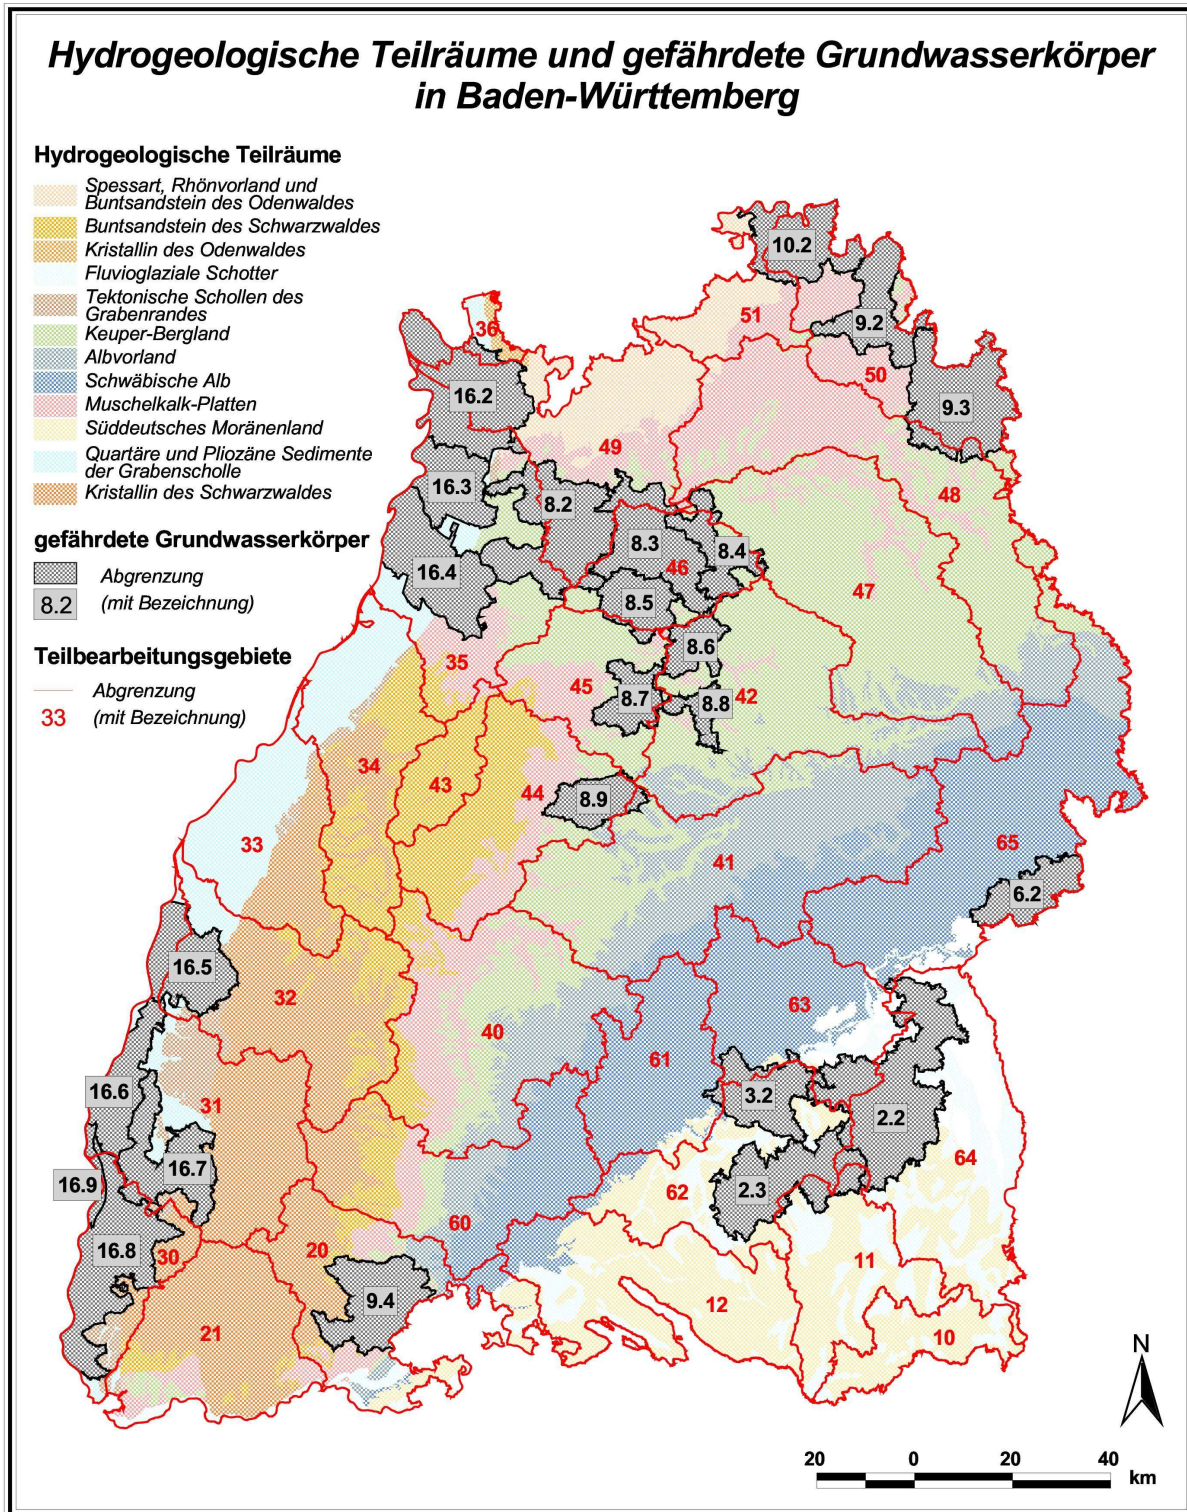 Hydrogeologische Teilräume und gefährdete Grundwasserkörper
in Baden-Württemberg
Hydrogeologische Teilräume
Spessart, Rhönvorland und
Buntsandstein des Odenwaldes
Buntsandstein des Schwarzwaldes
Kristallin des Odenwaldes
Fluvioglaziale Schotter
Tektonische Schollen des
Grabenrandes
Keuper-Bergland
Albvorland
Schwäbische Alb
Muschelkalk-Platten
Süddeutsches Moränenland
Quartäre und Pliozäne Sedimente
der Grabenscholle
Kristallin des Schwarzwaldes
gefährdete Grundwasserkörper
Abgrenzung
8.2 (mit Bezeichnung)
Teilbearbeitungsgebiete
Abgrenzung
33 (mit Bezeichnung)
10.2
51
36
9.2
50
16.2
9.3
49
16.3
8.2
48
8.3
8.4
16.4
46
47
8.5
8.6
35
45
8.7
42
8.8
34
43
44
8.9
33
65
41
6.2
16.5
32
63
40
61
16.6
31
3.2
2.2
16.7
64
16.9
62
2.3
60
16.8
30
20
11
9.4
12
21
10
N
20 0 20 40
km